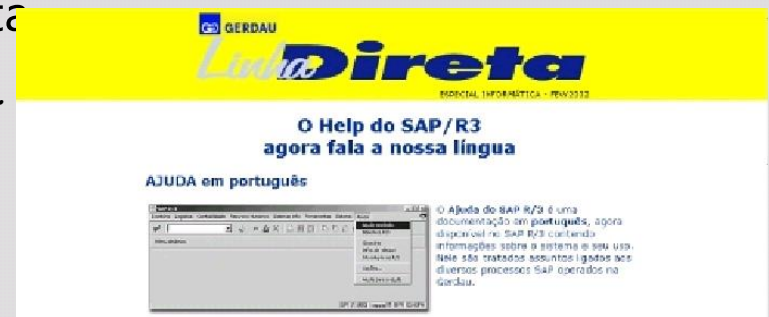 ta
GERDAU
Linha Direta
ESPECIAL INFORMÁTICA -
O Help do SAP/R3
agora fala a nossa língua
AJUDA em português
O Ajuda do SAP R/3 é uma
documentação em português, agora
disponível no SAP R/3 contendo
informações sobre o sistema e seu uso.
Nele são tratados assuntos ligados aos
diversos processos SAP operados na
Gerdau.